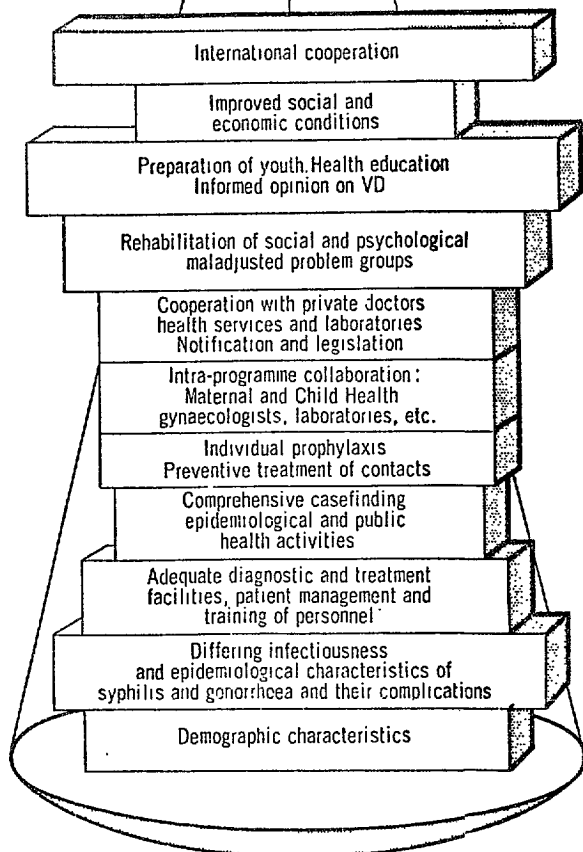 International cooperation
Improved social and
economic conditions
Preparation of youth. Health education
Informed opinion on VD
Rehabilitation of social and psychological
maladjusted problem groups
Cooperation with private doctors
health services and laboratories
Notification and legislation
Intra-programme collaboration:
Maternal and Child Health
gynaecologists, laboratories, etc.
Individual prophylaxis
Preventive treatment of contacts
Comprehensive casefinding
epidemiological and public
health activities
Adequate diagnostic and treatment
facilities, patient management and
training of personnel
Differing infectiousness
and epidemiological characteristics of
syphilis and gonorrhoea and their complications
Demographic characteristics